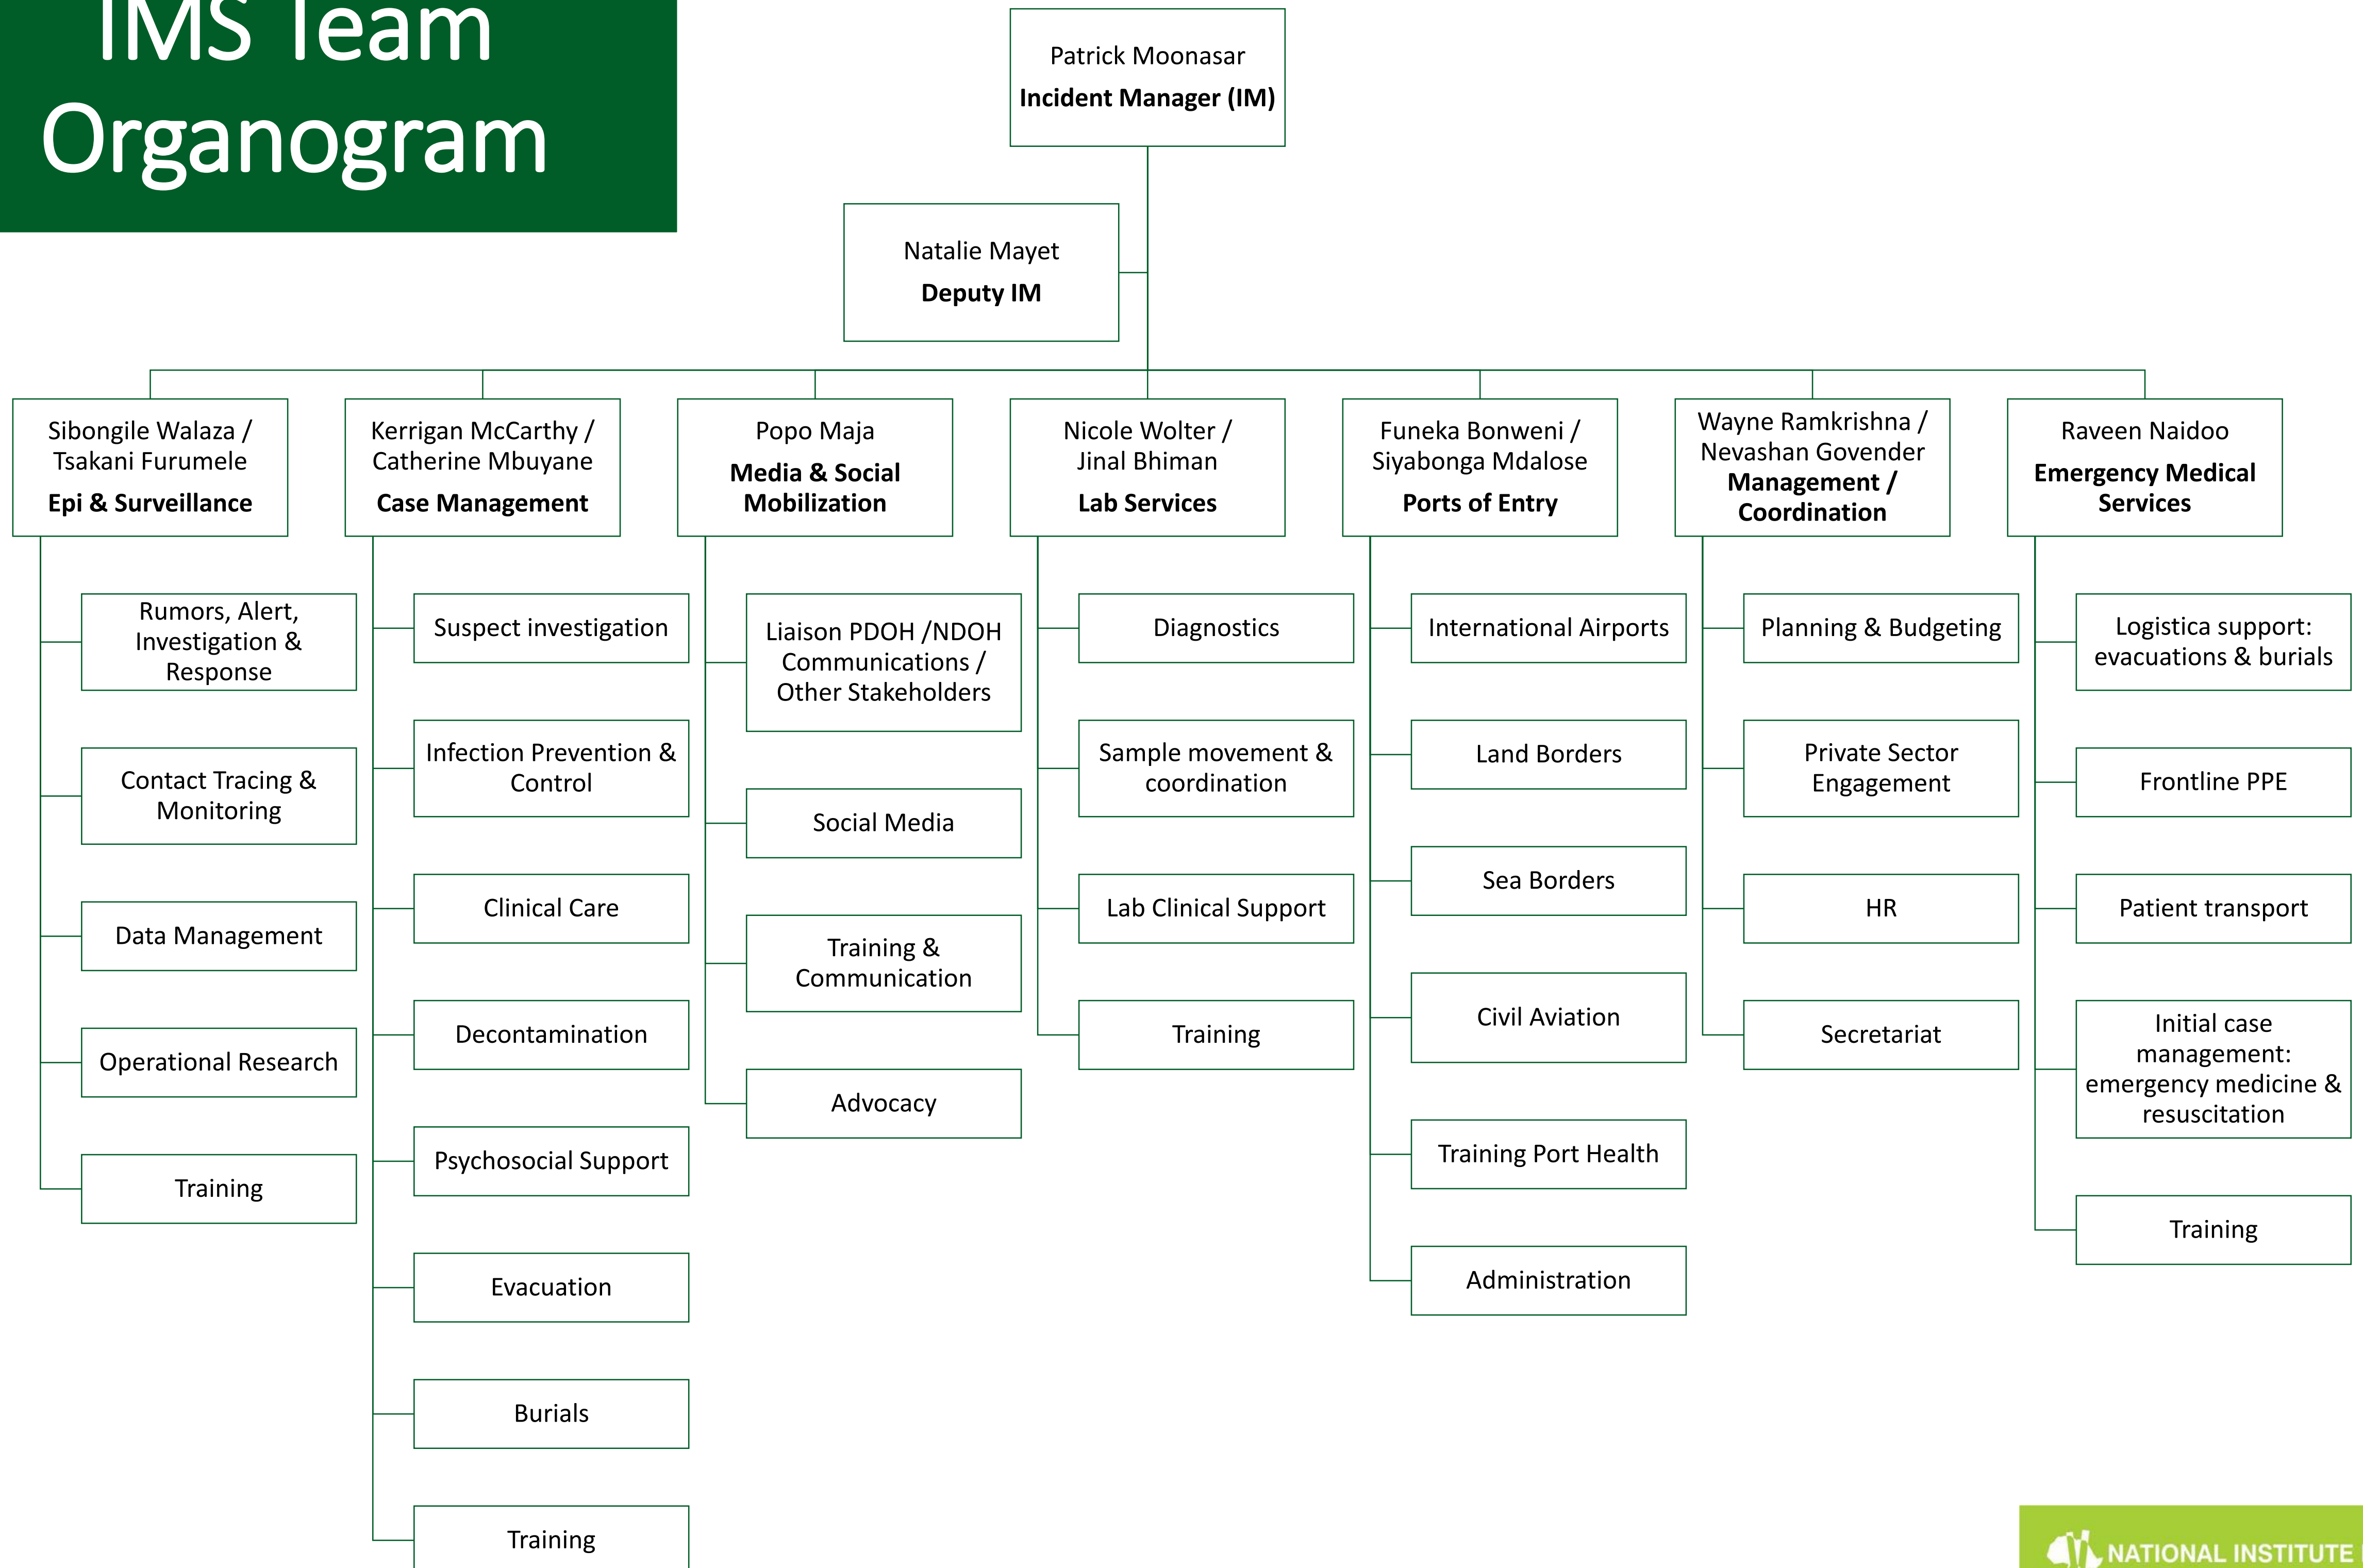 IMS Team
Organogram
Patrick Moonasar
Incident Manager (IM)
Natalie Mayet
Deputy IM
Sibongile Walaza /
Tsakani Furumele
Epi & Surveillance
Rumors, Alert,
Investigation &
Response
Contact Tracing &
Monitoring
Data Management
Operational Research
Training
Kerrigan McCarthy /
Catherine Mbuyane
Case Management
Suspect investigation
Infection Prevention &
Control
Clinical Care
Decontamination
Psychosocial Support
Evacuation
Burials
Training
Popo Maja
Media & Social
Mobilization
Liaison PDOH /NDOH
Communications /
Other Stakeholders
Social Media
Training &
Communication
Advocacy
Nicole Wolter /
Jinal Bhiman
Lab Services
Diagnostics
Sample movement &
coordination
Lab Clinical Support
Training
Funeka Bonweni /
Siyabonga Mdalose
Ports of Entry
International Airports
Land Borders
Sea Borders
Civil Aviation
Training Port Health
Administration
Wayne Ramkrishna /
Nevashan Govender
Management /
Coordination
Planning & Budgeting
Private Sector
Engagement
HR
Secretariat
Raveen Naidoo
Emergency Medical
Services
Logistica support:
evacuations & burials
Frontline PPE
Patient transport
Initial case
management:
emergency medicine &
resuscitation
Training
NATIONAL INSTITUTE